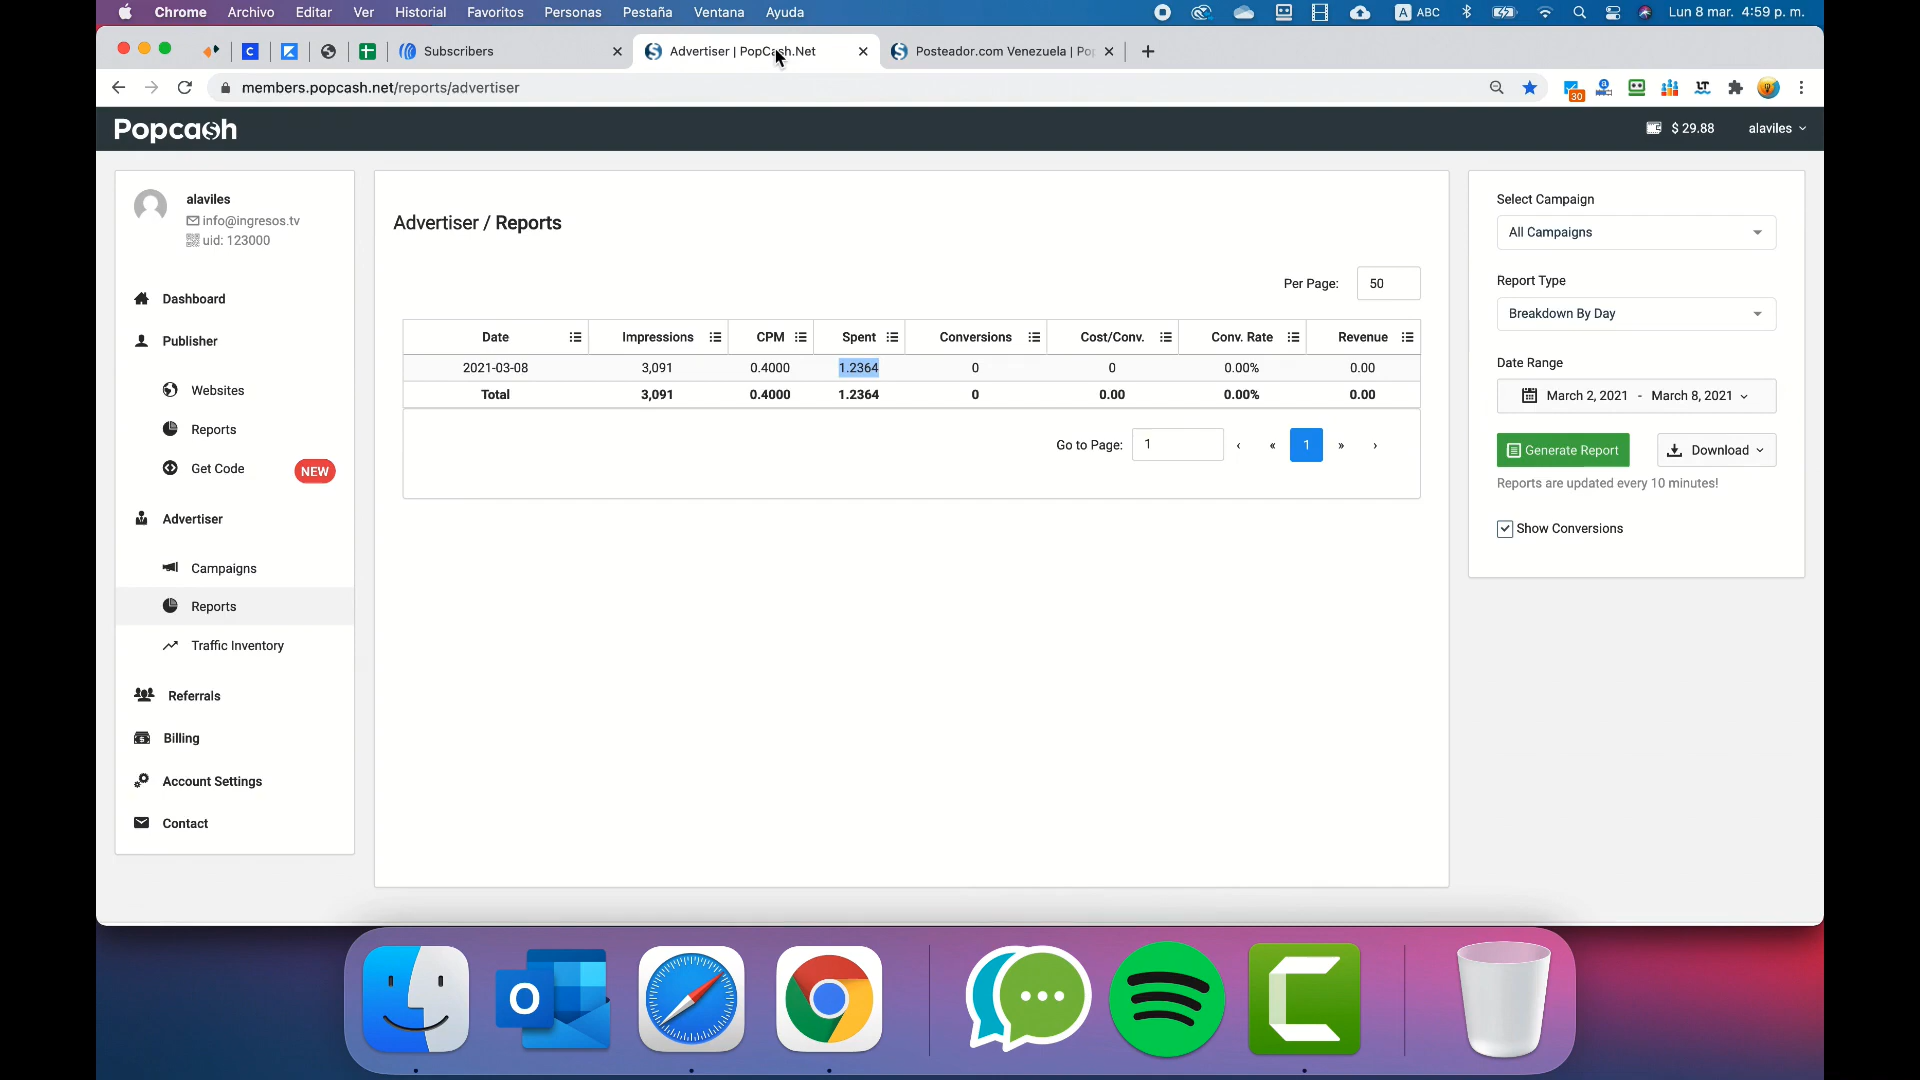 Chrome Archivo Editar Ver Historial Favoritos Personas Pestaña Ventana Ayuda A ABC Lun 8 mar. 4:59 p. m.
Subscribers Advertiser | PopCash.Net Posteador.com Venezuela |
members.popcash.net/reports/advertiser 30
Popcash $ 29.88 alaviles
alaviles
info@ingresos.tv
uid: 123000
Dashboard
Publisher
Websites
Reports
Get Code NEW
Advertiser
Campaigns
Reports
Traffic Inventory
Referrals
Billing
Account Settings
Contact
Advertiser / Reports
Per Page: 50
Date Impressions CPM Spent Conversions Cost/Conv. Conv. Rate Revenue
2021-03-08 3,091 0.4000 1.2364 0 0 0.00% 0.00
Total 3,091 0.4000 1.2364 0 0.00 0.00% 0.00
Go to Page: 1 ‹ « 1 » ›
Select Campaign
All Campaigns
Report Type
Breakdown By Day
Date Range
March 2, 2021 - March 8, 2021
Generate Report Download
Reports are updated every 10 minutes!
Show Conversions